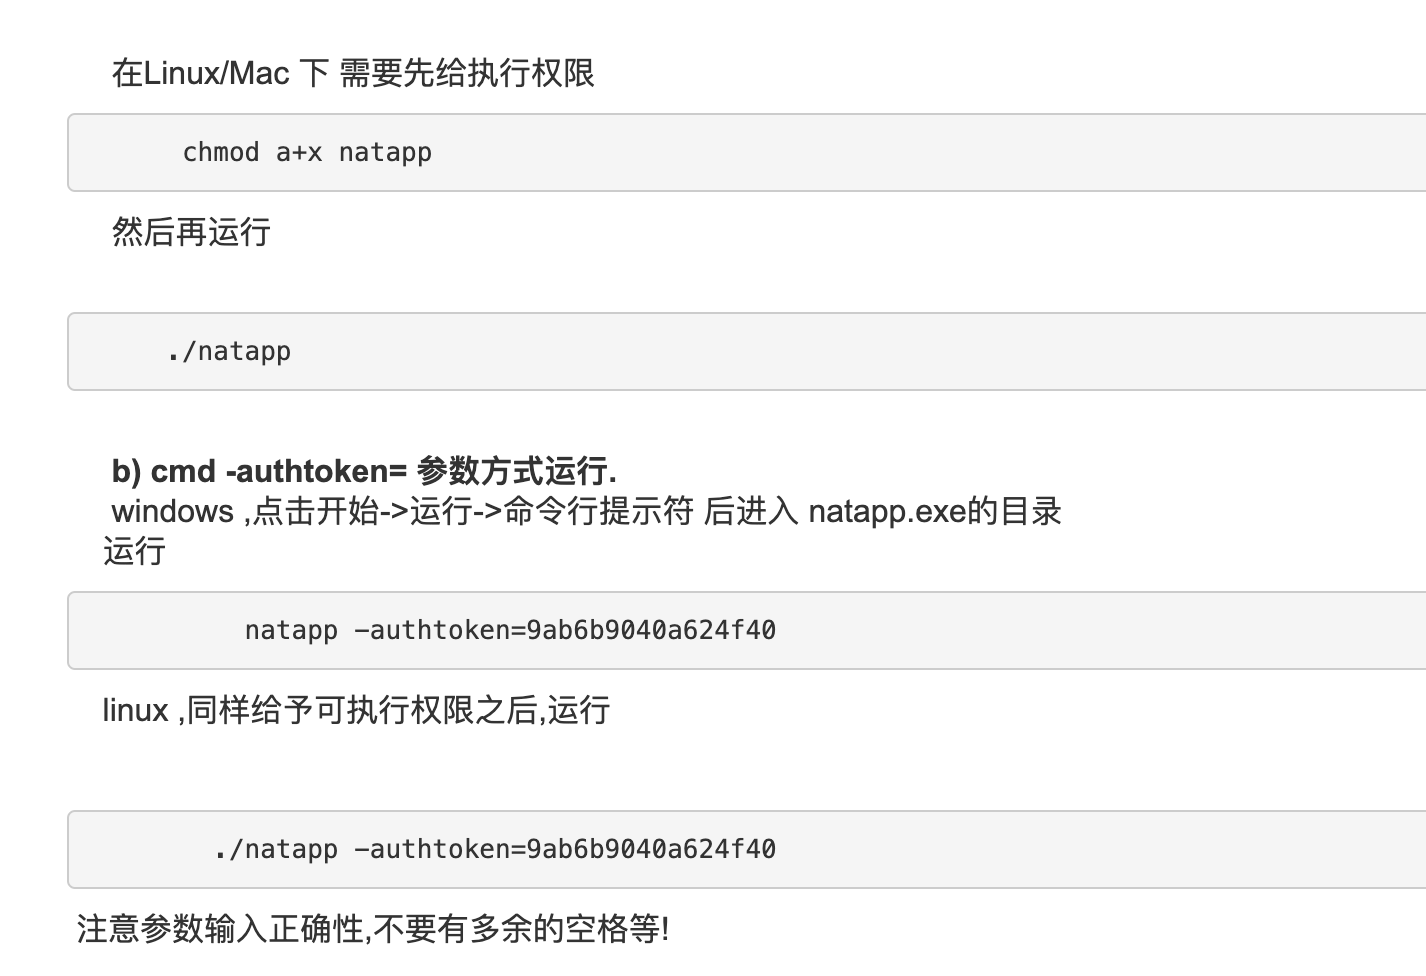 在Linux/Mac 下 需要先给执行权限
chmod a+x natapp
然后再运行
./natapp
b) cmd -authtoken= 参数方式运行.
windows ,点击开始->运行->命令行提示符 后进入 natapp.exe的目录
运行
natapp -authtoken=9ab6b9040a624f40
linux ,同样给予可执行权限之后,运行
./natapp -authtoken=9ab6b9040a624f40
注意参数输入正确性,不要有多余的空格等!